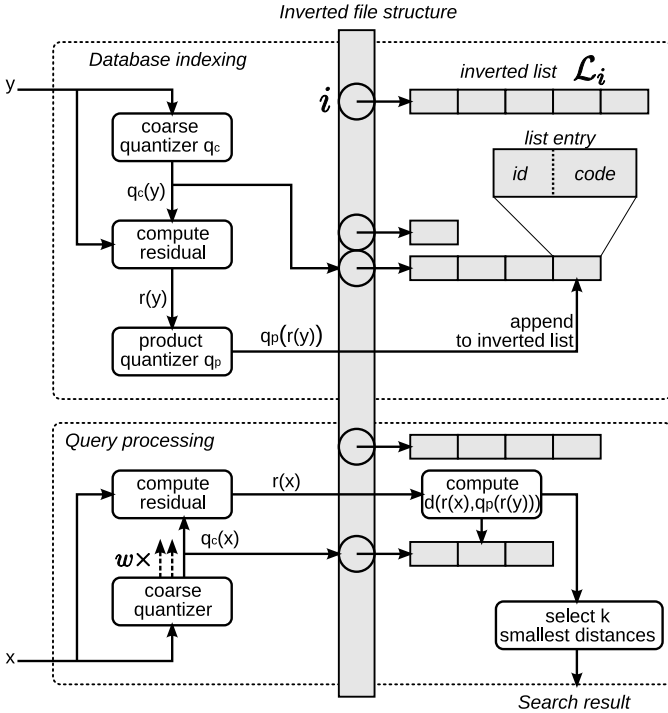 Inverted file structure
Database indexing
y
coarse
quantizer qc
qc(y)
compute
residual
r(y)
product
quantizer qp
qp(r(y))
i
inverted list ℒi
list entry
id code
append
to inverted list
Query processing
compute
residual
r(x)
compute
d(r(x),qp(r(y)))
w×
qc(x)
coarse
quantizer
x
select k
smallest distances
Search result